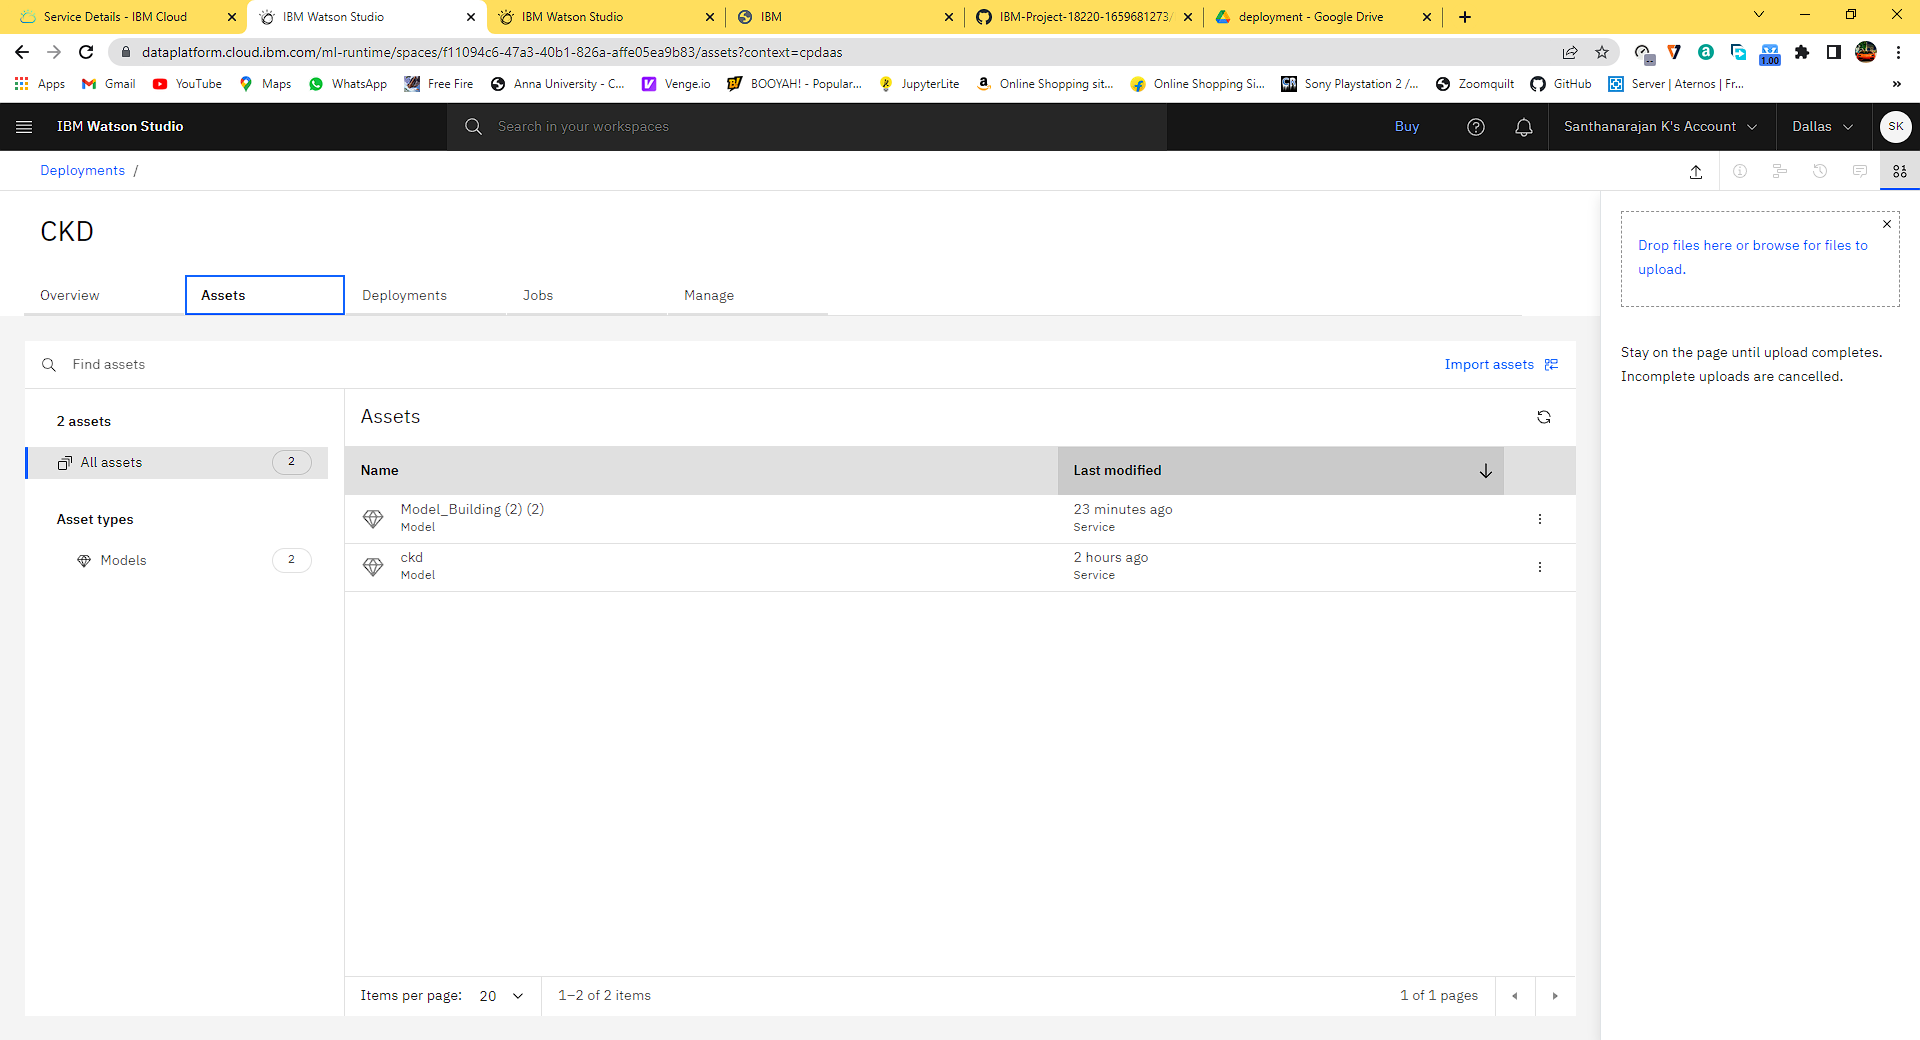 Service Details - IBM Cloud
IBM Watson Studio
IBM Watson Studio
IBM
IBM-Project-18220-1659681273/
deployment - Google Drive
dataplatform.cloud.ibm.com/ml-runtime/spaces/f11094c6-47a3-40b1-826a-affe05ea9b83/assets?context=cpdaas
1.00
Apps
Gmail
YouTube
Maps
WhatsApp
Free Fire
Anna University - C...
Venge.io
BOOYAH! - Popular...
JupyterLite
Online Shopping sit...
Online Shopping Si...
Sony Playstation 2 /...
Zoomquilt
GitHub
Server | Aternos | Fr...
IBM Watson Studio
Search in your workspaces
Buy
Santhanarajan K's Account
Dallas
SK
Deployments /
CKD
Overview
Assets
Deployments
Jobs
Manage
Drop files here or browse for files to
upload.
Stay on the page until upload completes.
Incomplete uploads are cancelled.
Find assets
Import assets
2 assets
All assets
2
Asset types
Models
2
Assets
Name
Last modified
Model_Building (2) (2)
Model
23 minutes ago
Service
ckd
Model
2 hours ago
Service
Items per page:
20
1–2 of 2 items
1 of 1 pages